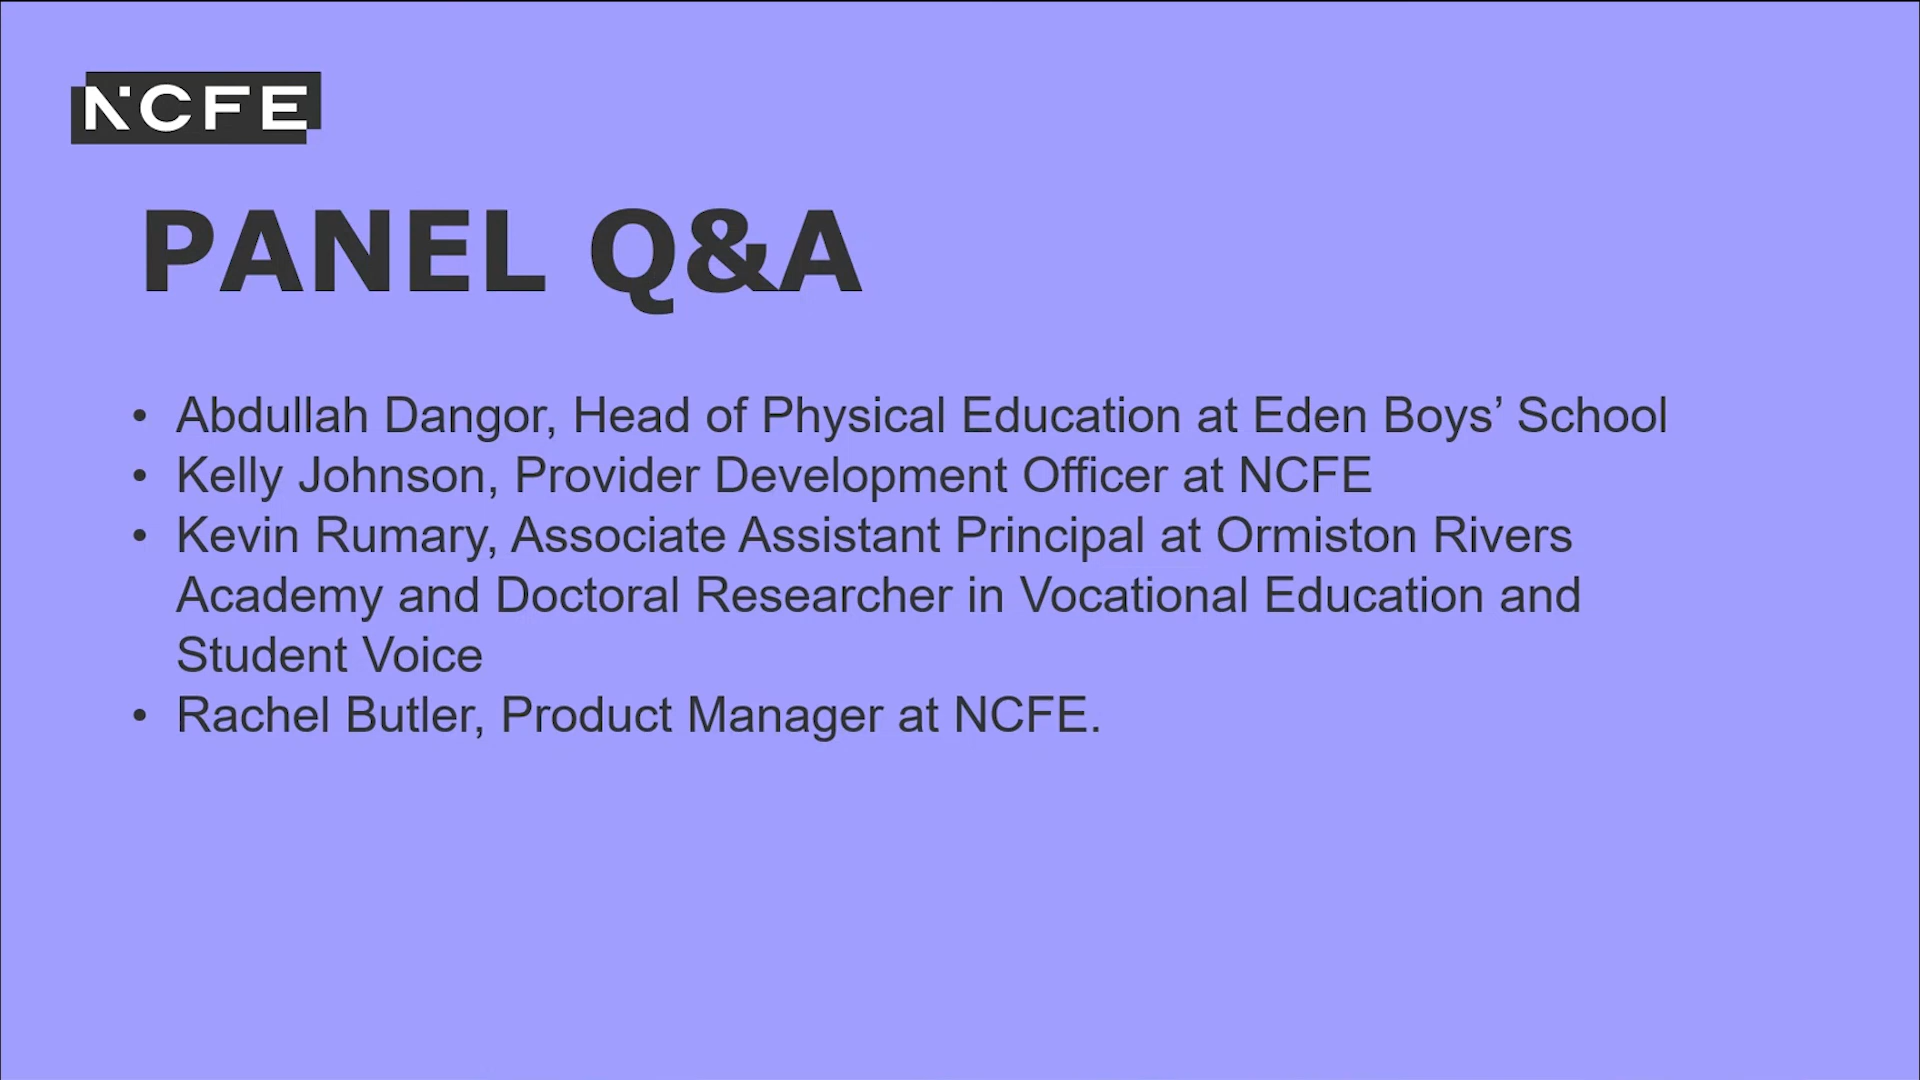 NCFE
PANEL Q&A
• Abdullah Dangor, Head of Physical Education at Eden Boys’ School
• Kelly Johnson, Provider Development Officer at NCFE
• Kevin Rumary, Associate Assistant Principal at Ormiston Rivers
Academy and Doctoral Researcher in Vocational Education and
Student Voice
• Rachel Butler, Product Manager at NCFE.